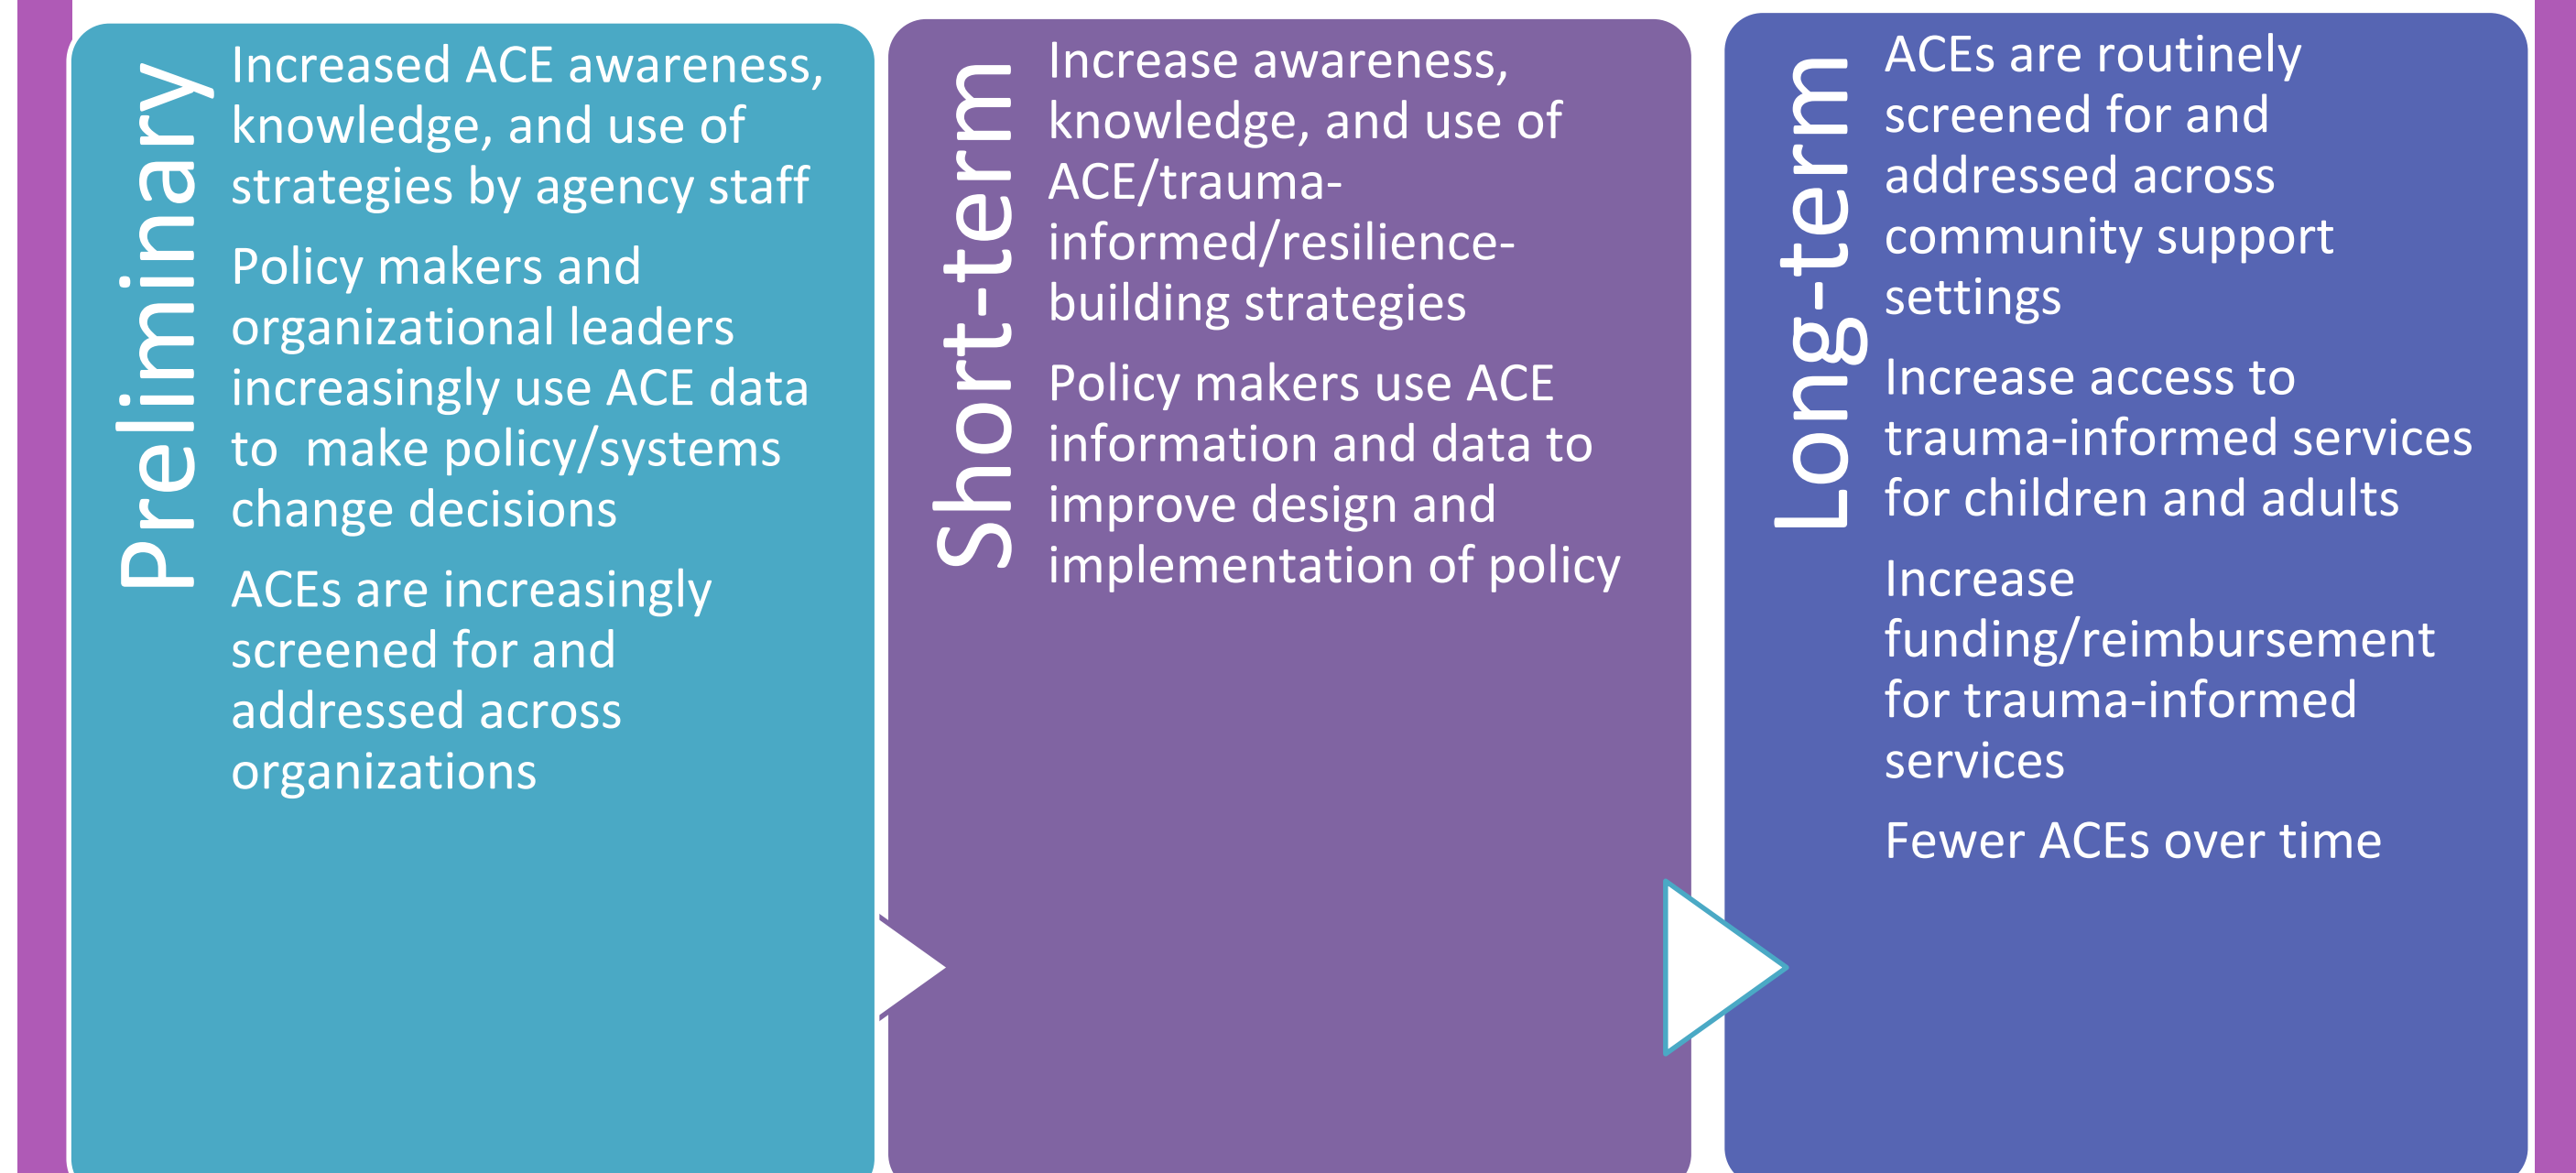 Preliminary
Increased ACE awareness,
knowledge, and use of
strategies by agency staff
Policy makers and
organizational leaders
increasingly use ACE data
to  make policy/systems
change decisions
ACEs are increasingly
screened for and
addressed across
organizations
Short-term
Increase awareness,
knowledge, and use of
ACE/trauma-
informed/resilience-
building strategies
Policy makers use ACE
information and data to
improve design and
implementation of policy
Long-term
ACEs are routinely
screened for and
addressed across
community support
settings
Increase access to
trauma-informed services
for children and adults
Increase
funding/reimbursement
for trauma-informed
services
Fewer ACEs over time